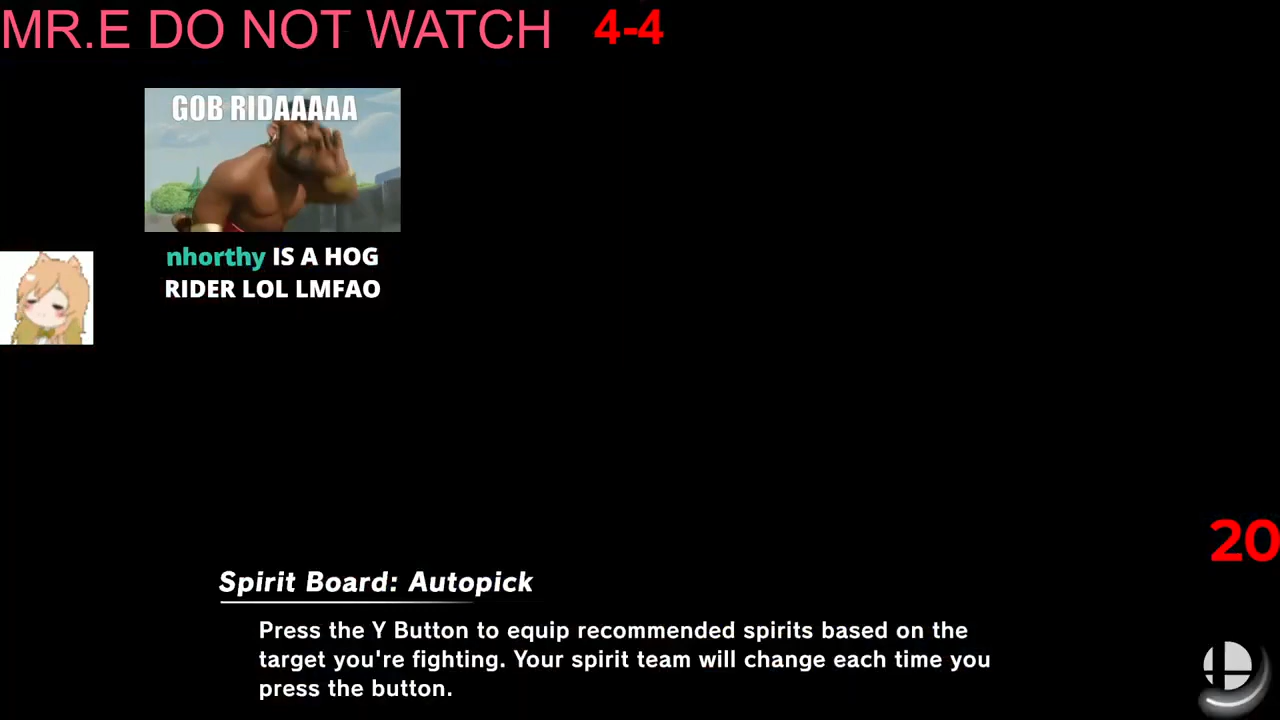 MR.E DO NOT WATCH 4-4
GOB RIDAAAAA
nhorthy IS A HOG
RIDER LOL LMFAO
20
Spirit Board: Autopick
Press the Y Button to equip recommended spirits based on the
target you're fighting. Your spirit team will change each time you
press the button.